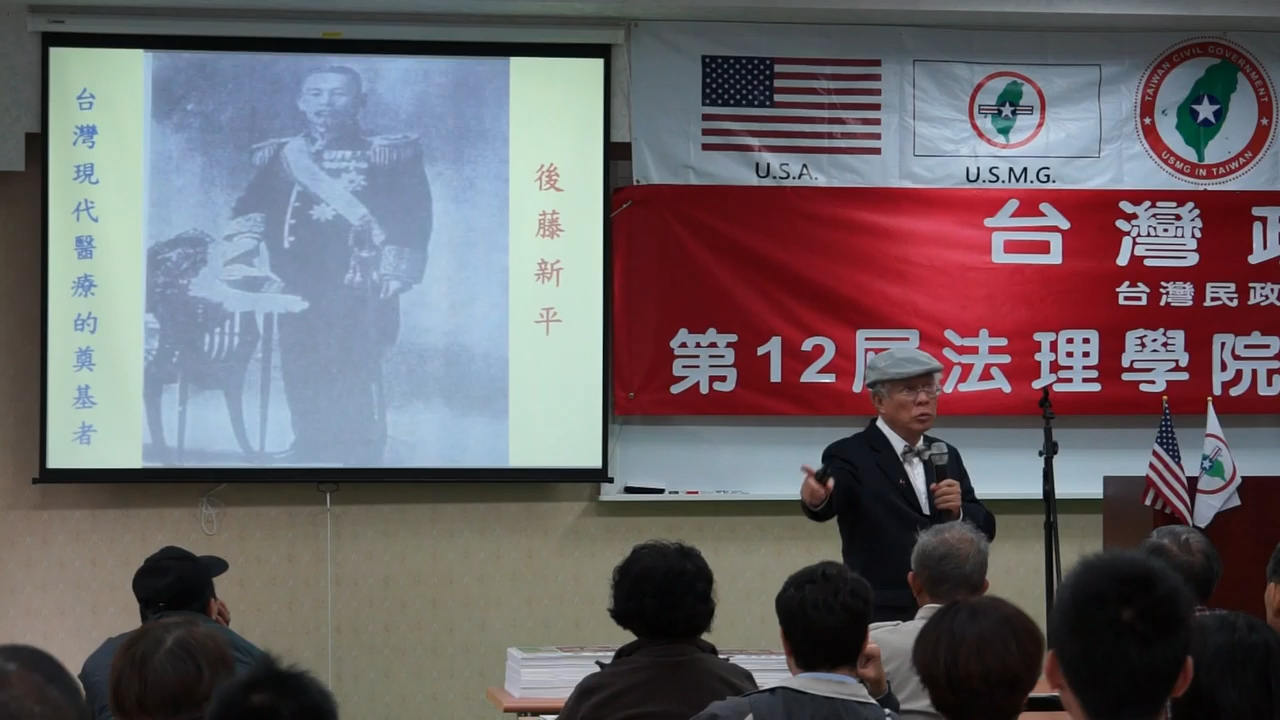 台灣現代醫療的奠基者
後藤新平
U.S.A.
U.S.M.G.
TAIWAN CIVIL GOVERNMENT
USMG IN TAIWAN
台灣政
台灣民政
第12屆法理學院